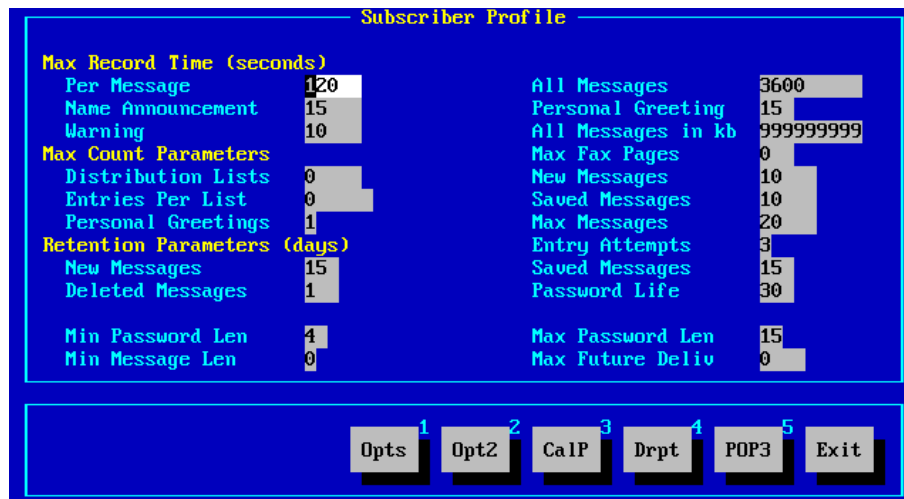 Subscriber Profile
Max Record Time (seconds)
Per Message 120 All Messages 3600
Name Announcement 15 Personal Greeting 15
Warning 10 All Messages in kb 999999999
Max Count Parameters Max Fax Pages 0
Distribution Lists 0 New Messages 10
Entries Per List 0 Saved Messages 10
Personal Greetings 1 Max Messages 20
Retention Parameters (days) Entry Attempts 3
New Messages 15 Saved Messages 15
Deleted Messages 1 Password Life 30
Min Password Len 4 Max Password Len 15
Min Message Len 0 Max Future Deliv 0
1 2 3 4 5
Opts Opt2 CalP Drpt POP3 Exit